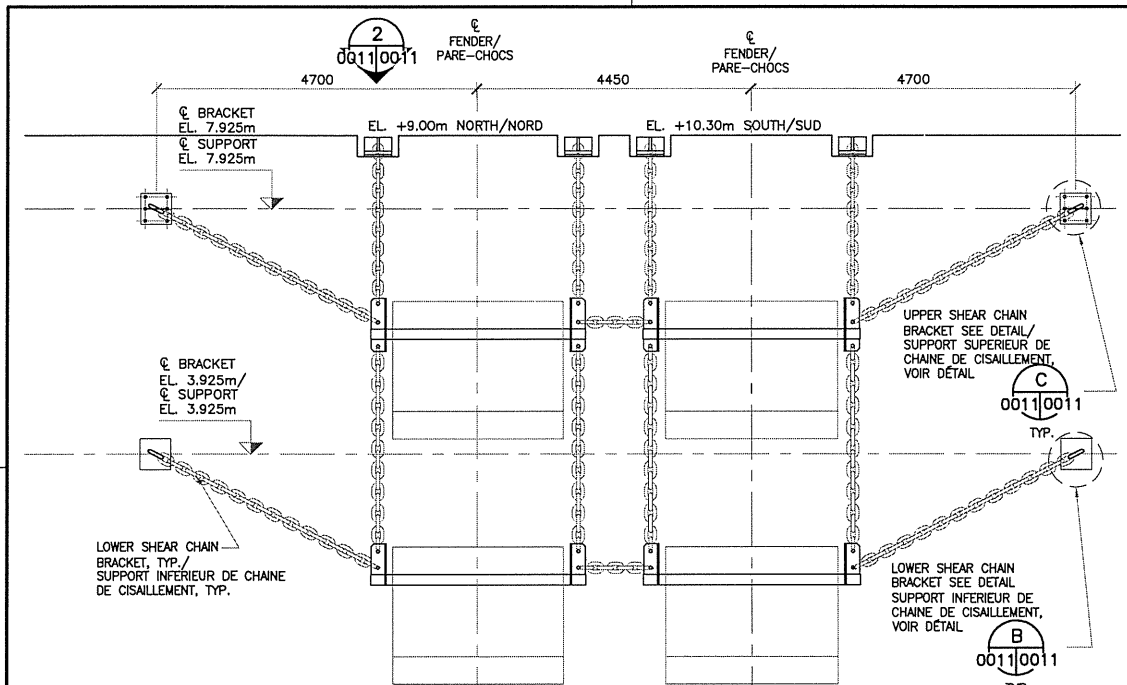 2
0011 0011
℄
FENDER/
PARE-CHOCS
℄
FENDER/
PARE-CHOCS
4700
4450
4700
℄ BRACKET
EL. 7.925m
℄ SUPPORT
EL. 7.925m
EL. +9.00m NORTH/NORD
EL. +10.30m SOUTH/SUD
UPPER SHEAR CHAIN
BRACKET SEE DETAIL/
SUPPORT SUPERIEUR DE
CHAINE DE CISAILLEMENT,
VOIR DÉTAIL
C
0011 0011
TYP.
℄ BRACKET
EL. 3.925m/
℄ SUPPORT
EL. 3.925m
LOWER SHEAR CHAIN
BRACKET, TYP./
SUPPORT INFERIEUR DE CHAINE
DE CISAILLEMENT, TYP.
LOWER SHEAR CHAIN
BRACKET SEE DETAIL
SUPPORT INFERIEUR DE
CHAINE DE CISAILLEMENT,
VOIR DÉTAIL
B
0011 0011